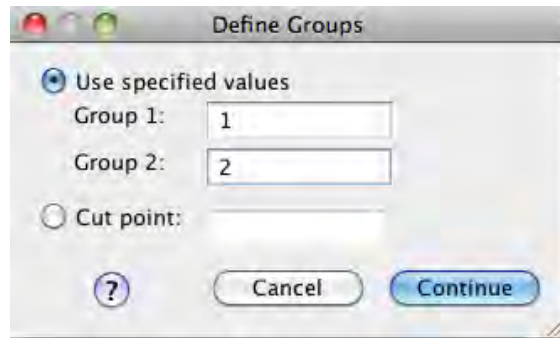 Define Groups
Use specified values
Group 1: 1
Group 2: 2
Cut point:
? Cancel Continue